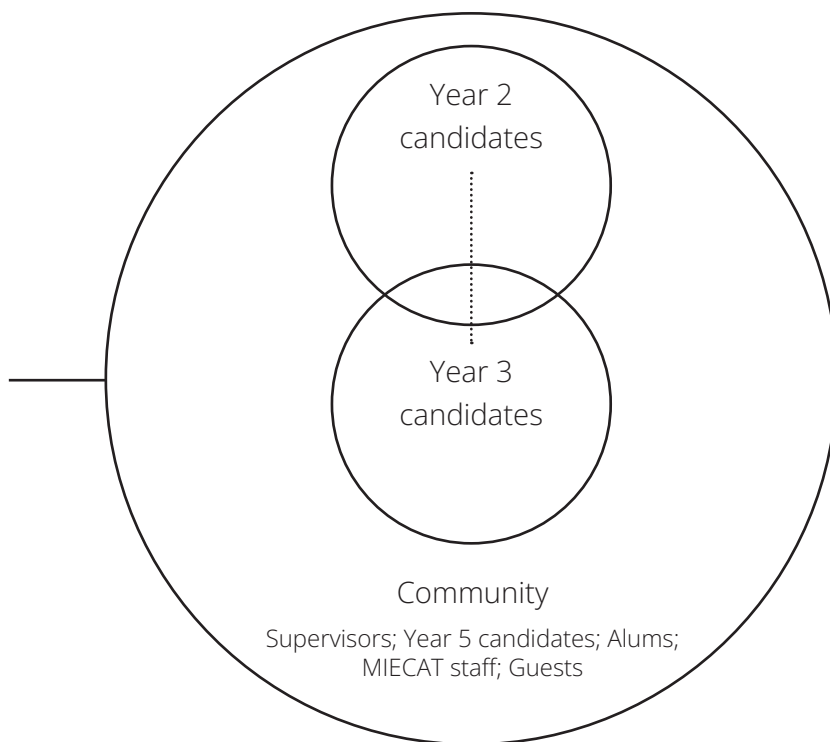 Year 2
candidates
Year 3
candidates
Community
Supervisors; Year 5 candidates; Alums;
MIECAT staff; Guests